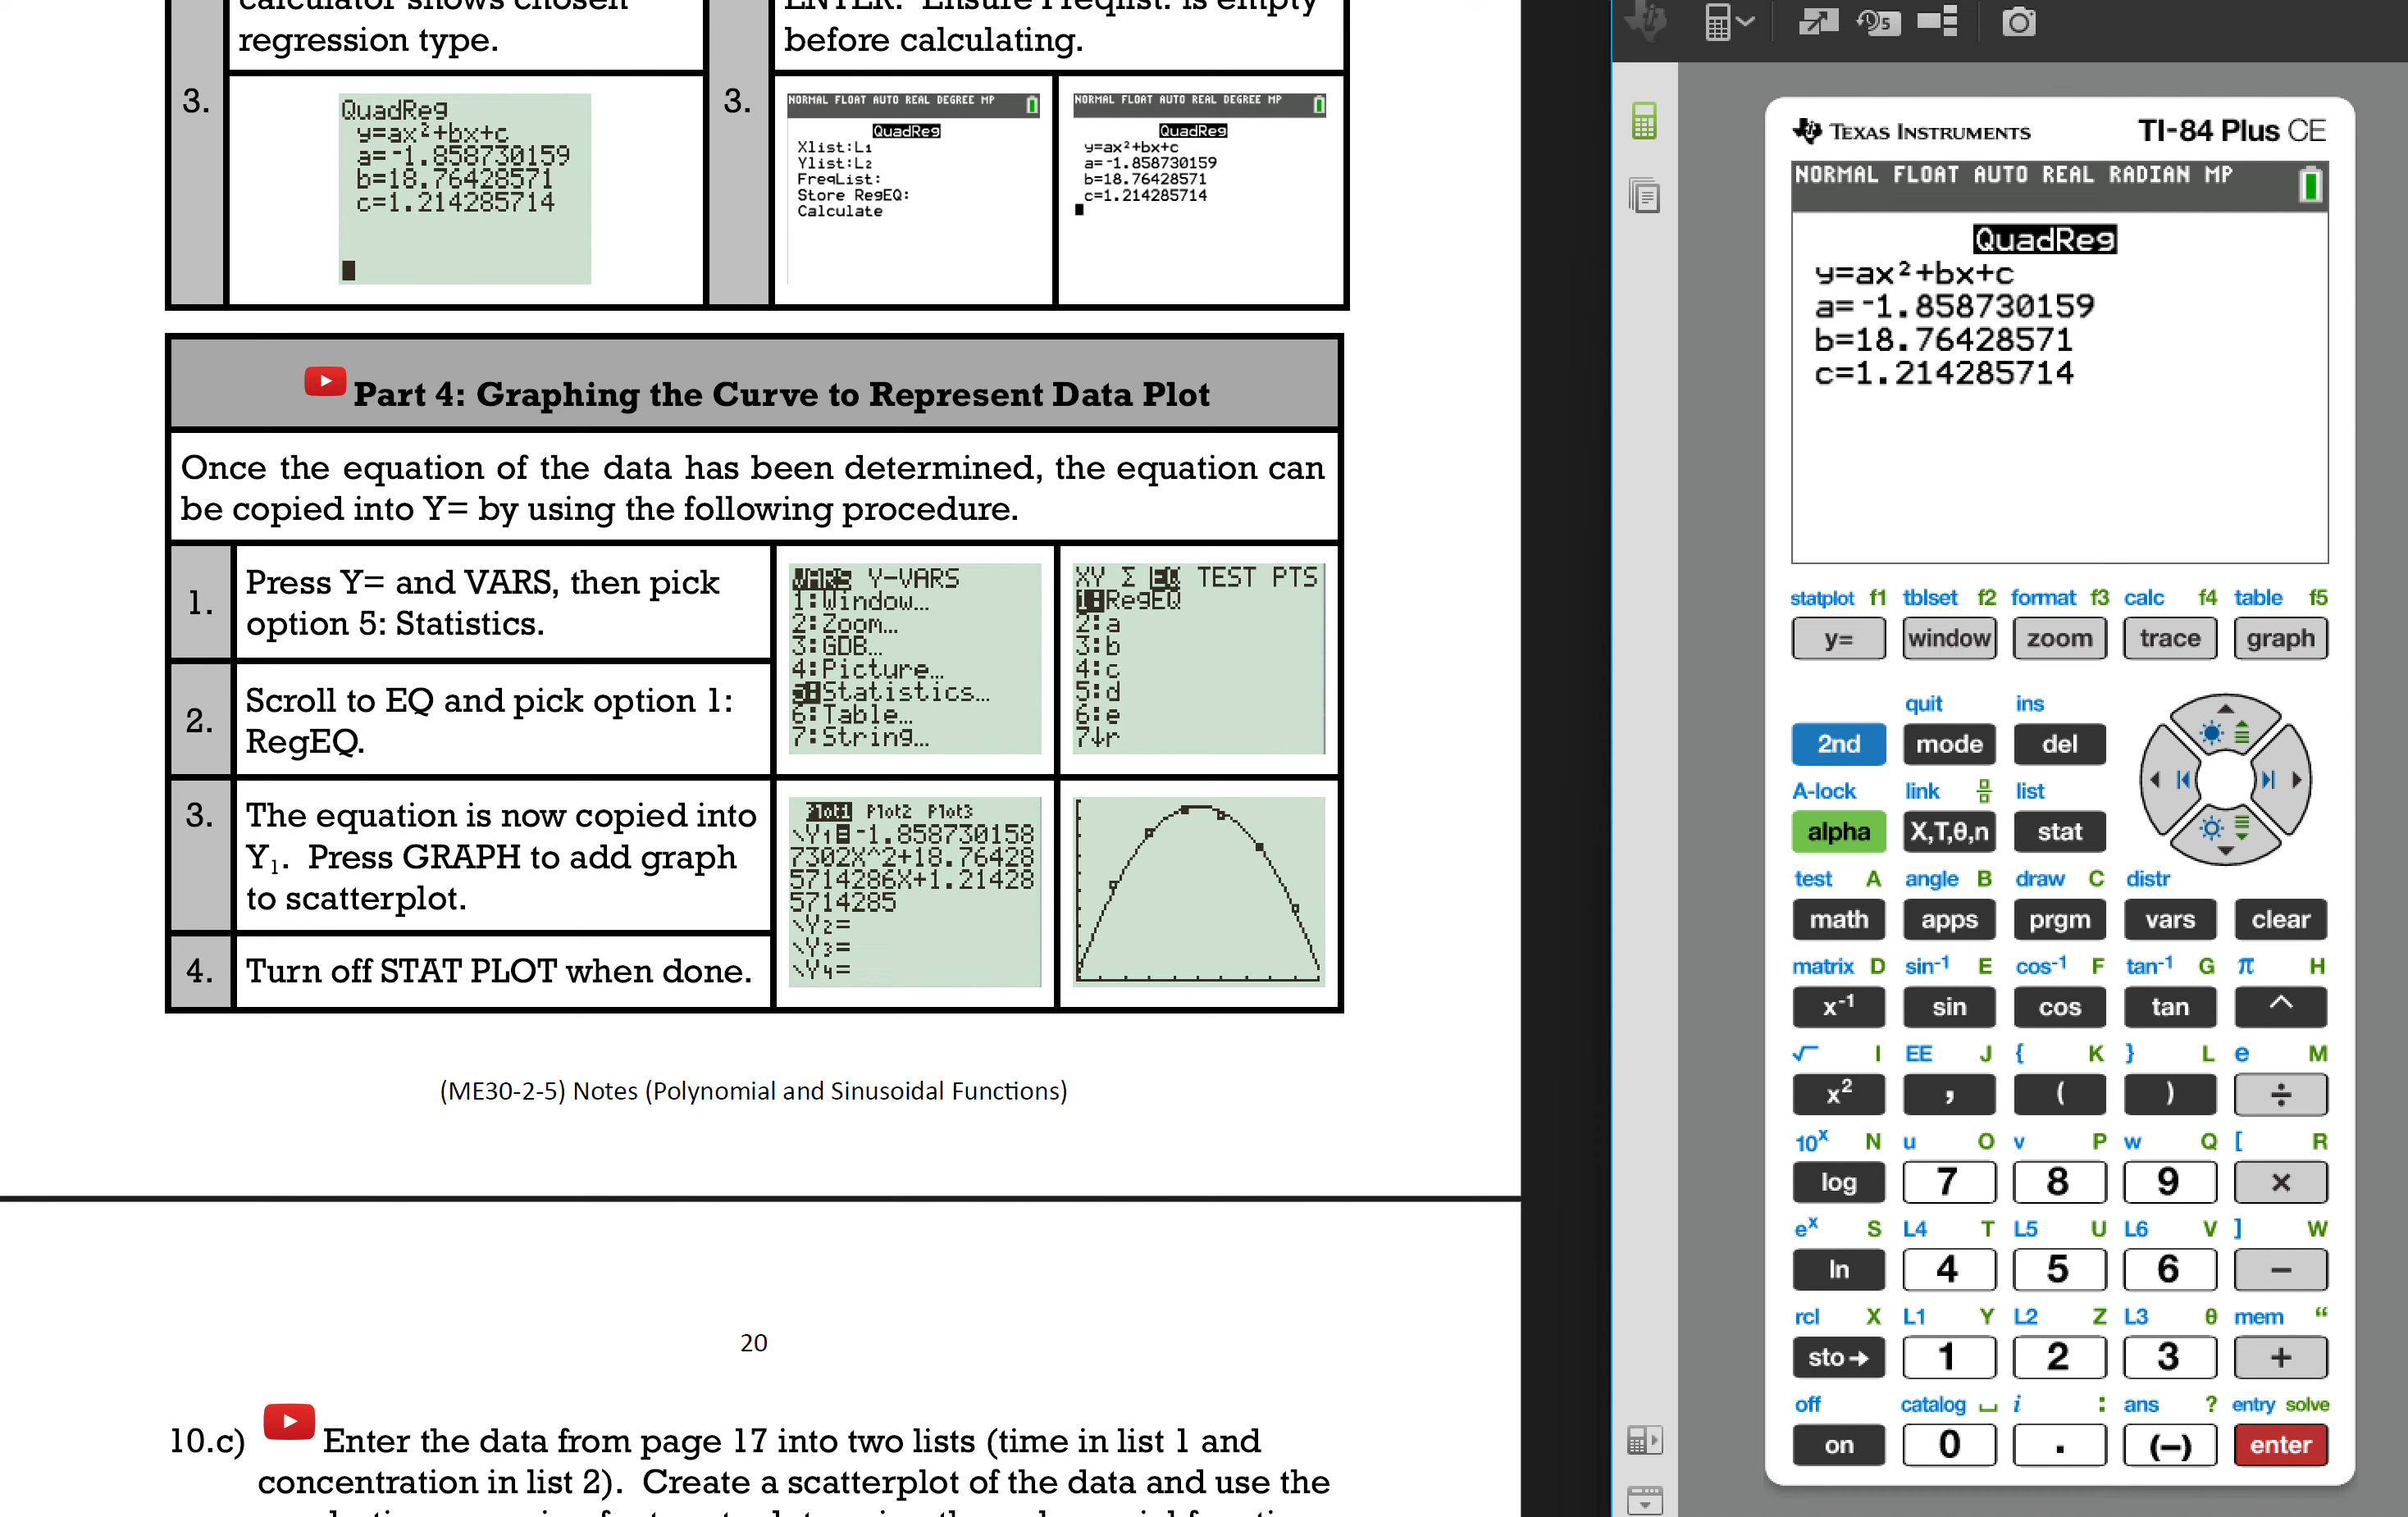 calculator shows chosen
regression type.
ENTER. Ensure FreqList: is empty
before calculating.
3.
QuadReg
y=ax²+bx+c
a=-1.858730159
b=18.76428571
c=1.214285714
3.
NORMAL FLOAT AUTO REAL DEGREE MP
QuadReg
Xlist:L1
Ylist:L2
FreqList:
Store RegEQ:
Calculate
NORMAL FLOAT AUTO REAL DEGREE MP
QuadReg
y=ax²+bx+c
a=-1.858730159
b=18.76428571
c=1.214285714
Part 4: Graphing the Curve to Represent Data Plot
Once the equation of the data has been determined, the equation can
be copied into Y= by using the following procedure.
1.
Press Y= and VARS, then pick
option 5: Statistics.
2.
Scroll to EQ and pick option 1:
RegEQ.
VARS Y-VARS
1:Window…
2:Zoom…
3:GDB…
4:Picture…
5:Statistics…
6:Table…
7:String…
XY Σ EQ TEST PTS
1:RegEQ
2:a
3:b
4:c
5:d
6:e
7↓r
3.
The equation is now copied into
Y₁. Press GRAPH to add graph
to scatterplot.
4.
Turn off STAT PLOT when done.
Plot1 Plot2 Plot3
\Y1=-1.858730158
7302X^2+18.76428
5714286X+1.21428
5714285
\Y2=
\Y3=
\Y4=
(ME30-2-5) Notes (Polynomial and Sinusoidal Functions)
20
10.c) Enter the data from page 17 into two lists (time in list 1 and
concentration in list 2). Create a scatterplot of the data and use the
5
TEXAS INSTRUMENTS TI-84 Plus CE
NORMAL FLOAT AUTO REAL RADIAN MP
QuadReg
y=ax²+bx+c
a=-1.858730159
b=18.76428571
c=1.214285714
statplot f1 tblset f2 format f3 calc f4 table f5
y= window zoom trace graph
quit ins
2nd mode del
A-lock link list
alpha X,T,θ,n stat
test A angle B draw C distr
math apps prgm vars clear
matrix D sin⁻¹ E cos⁻¹ F tan⁻¹ G π H
x⁻¹ sin cos tan ^
√ I EE J { K } L e M
x² , ( ) ÷
10ˣ N u O v P w Q [ R
log 7 8 9 ×
eˣ S L4 T L5 U L6 V ] W
ln 4 5 6 −
rcl X L1 Y L2 Z L3 θ mem “
sto→ 1 2 3 +
off catalog ⎵ i : ans ? entry solve
on 0 . (−) enter